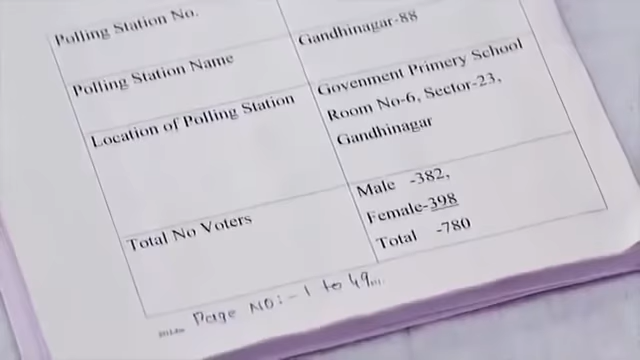 Polling Station No.
Polling Station Name
Gandhinagar-88
Location of Polling Station
Govenment Primery School
Room No-6, Sector-23,
Gandhinagar
Total No Voters
Male -382,
Female-398
Total -780
Page No:- 1 to 49